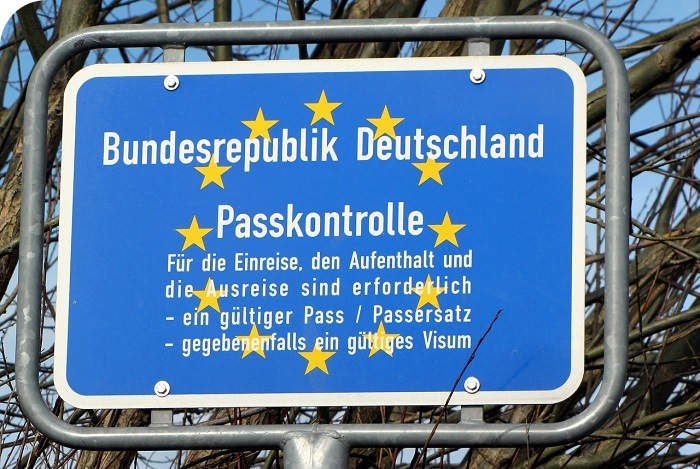 Bundesrepublik Deutschland
Passkontrolle
Für die Einreise, den Aufenthalt und
die Ausreise sind erforderlich
- ein gültiger Pass / Passersatz
- gegebenenfalls ein gültiges Visum